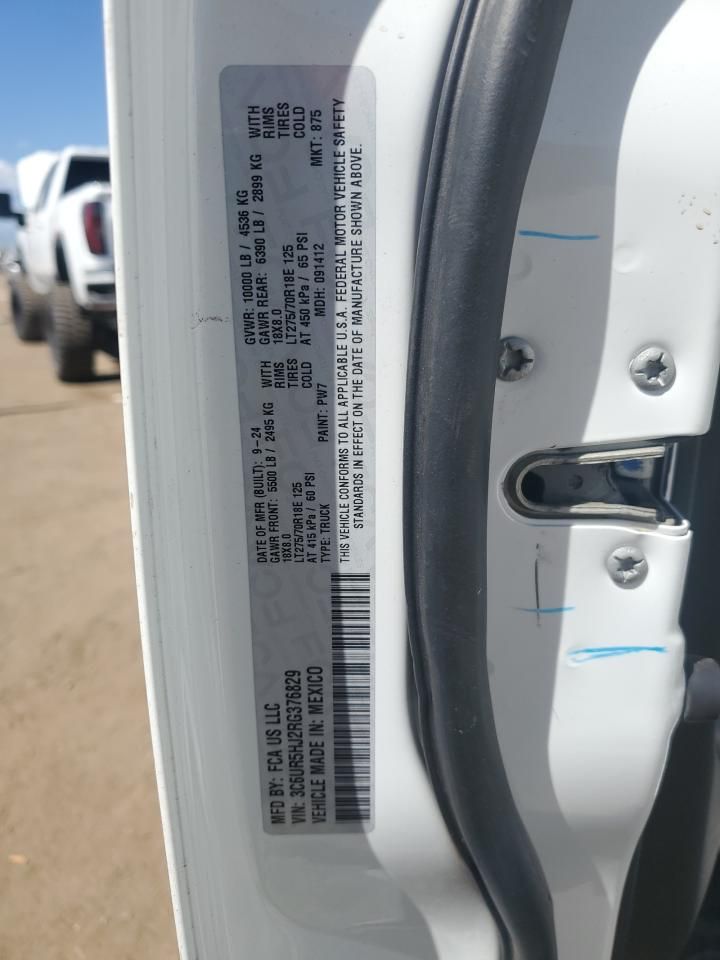 MFD BY: FCA US LLC
VIN: 3C6UR5HJ2RG376829
VEHICLE MADE IN: MEXICO
DATE OF MFR (BUILT): 9-24 GVWR: 10000 LB / 4536 KG
GAWR FRONT: 5500 LB / 2495 KG WITH GAWR REAR: 6390 LB / 2899 KG WITH
18X8.0 RIMS 18X8.0 RIMS
LT275/70R18E 125 TIRES LT275/70R18E 125 TIRES
AT 415 kPa / 60 PSI COLD AT 450 kPa / 65 PSI COLD
TYPE: TRUCK PAINT: PW7 MDH: 091412 MKT: 875
THIS VEHICLE CONFORMS TO ALL APPLICABLE U.S.A. FEDERAL MOTOR VEHICLE SAFETY
STANDARDS IN EFFECT ON THE DATE OF MANUFACTURE SHOWN ABOVE.